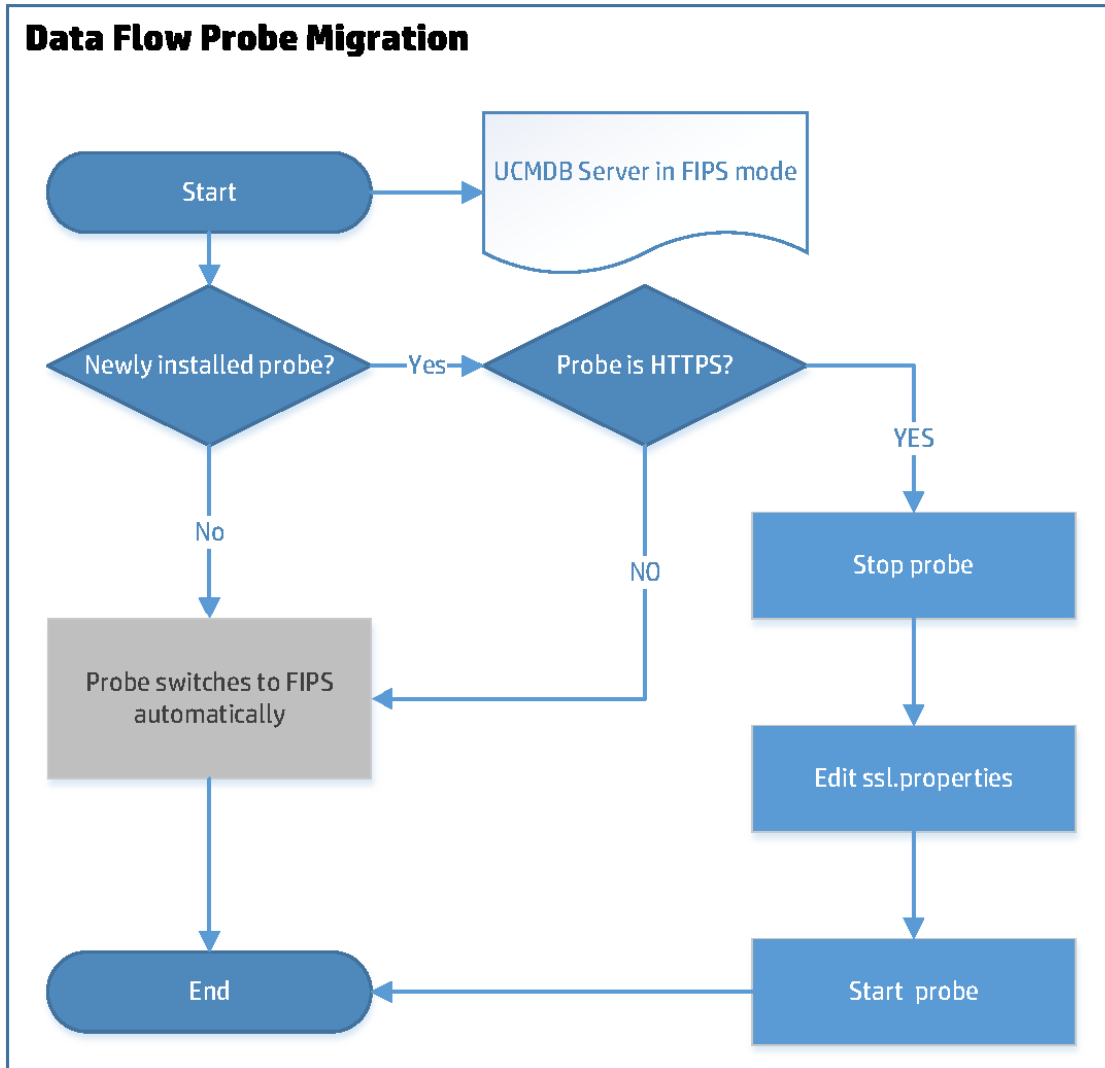 Data Flow Probe Migration
UCMDB Server in FIPS mode
Start
Newly installed probe?
Yes
Probe is HTTPS?
YES
No
NO
Stop probe
Probe switches to FIPS
automatically
Edit ssl.properties
End
Start probe